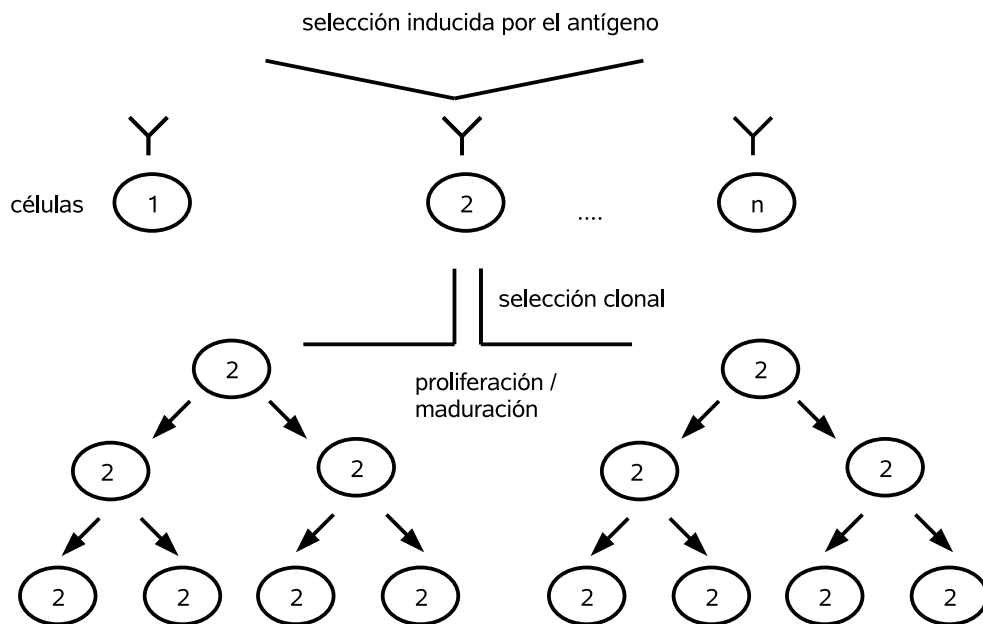 selección inducida por el antígeno
células 1 2 .... n
selección clonal
2 2
proliferación /
maduración
2 2 2 2
2 2 2 2 2 2 2 2